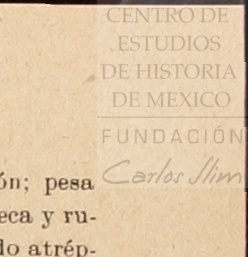 CENTRO DE
ESTUDIOS
DE HISTORIA
DE MEXICO
FUNDACIÓN
Carlos Slim
ón; pesa
eca y ru-
do atrép-